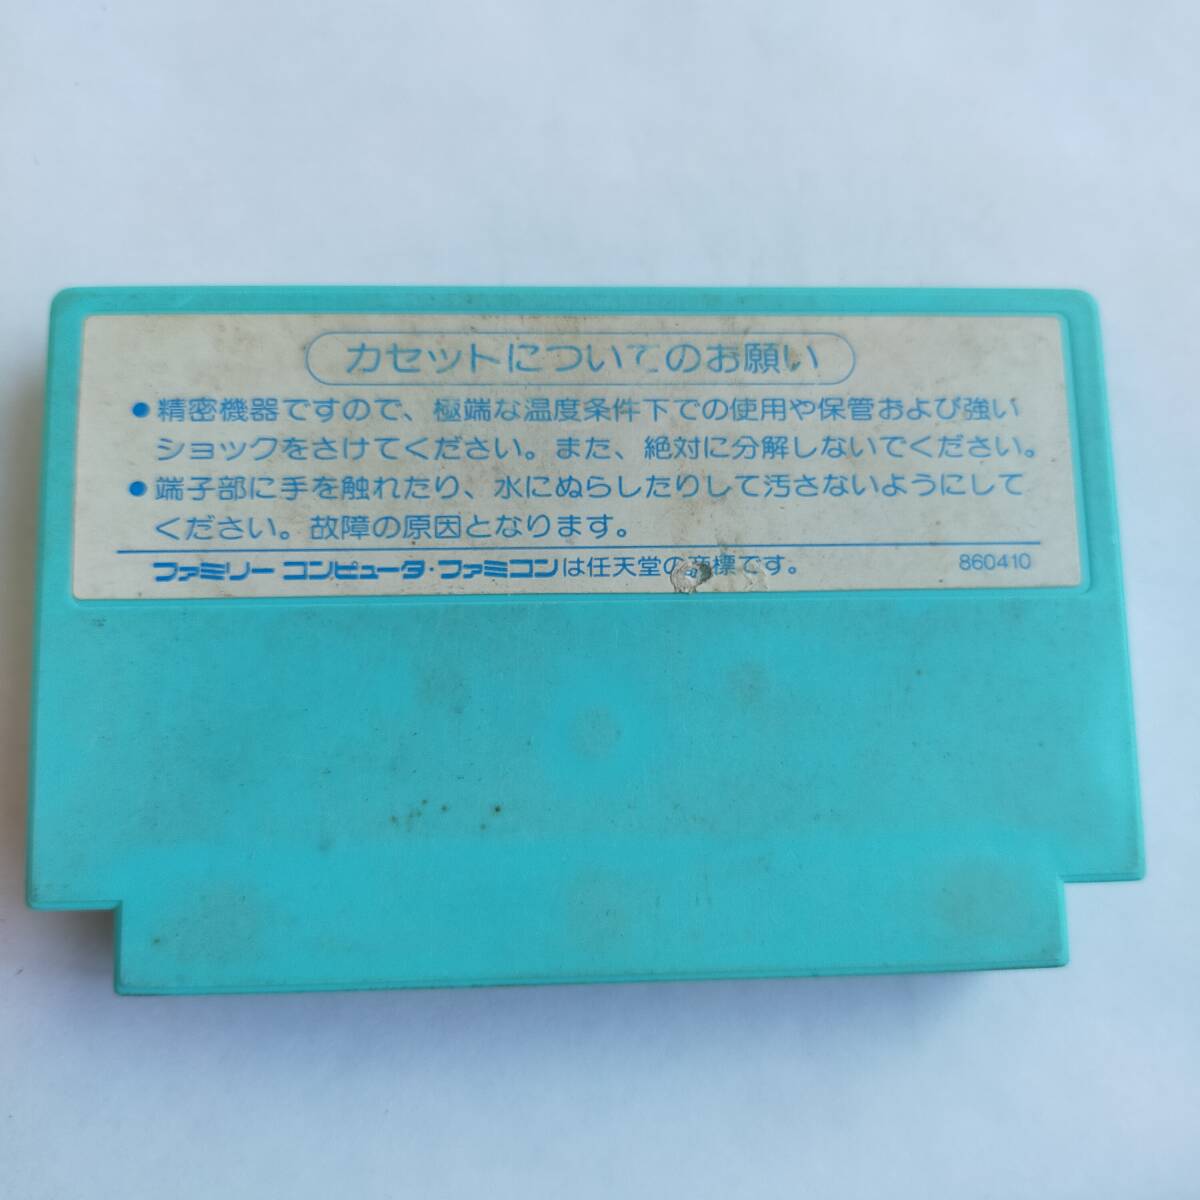 カセットについてのお願い
●精密機器ですので、極端な温度条件下での使用や保管および強い
ショックをさけてください。また、絶対に分解しないでください。
●端子部に手を触れたり、水にぬらしたりして汚さないようにして
ください。故障の原因となります。
ファミリー コンピュータ・ファミコンは任天堂の商標です。 860410